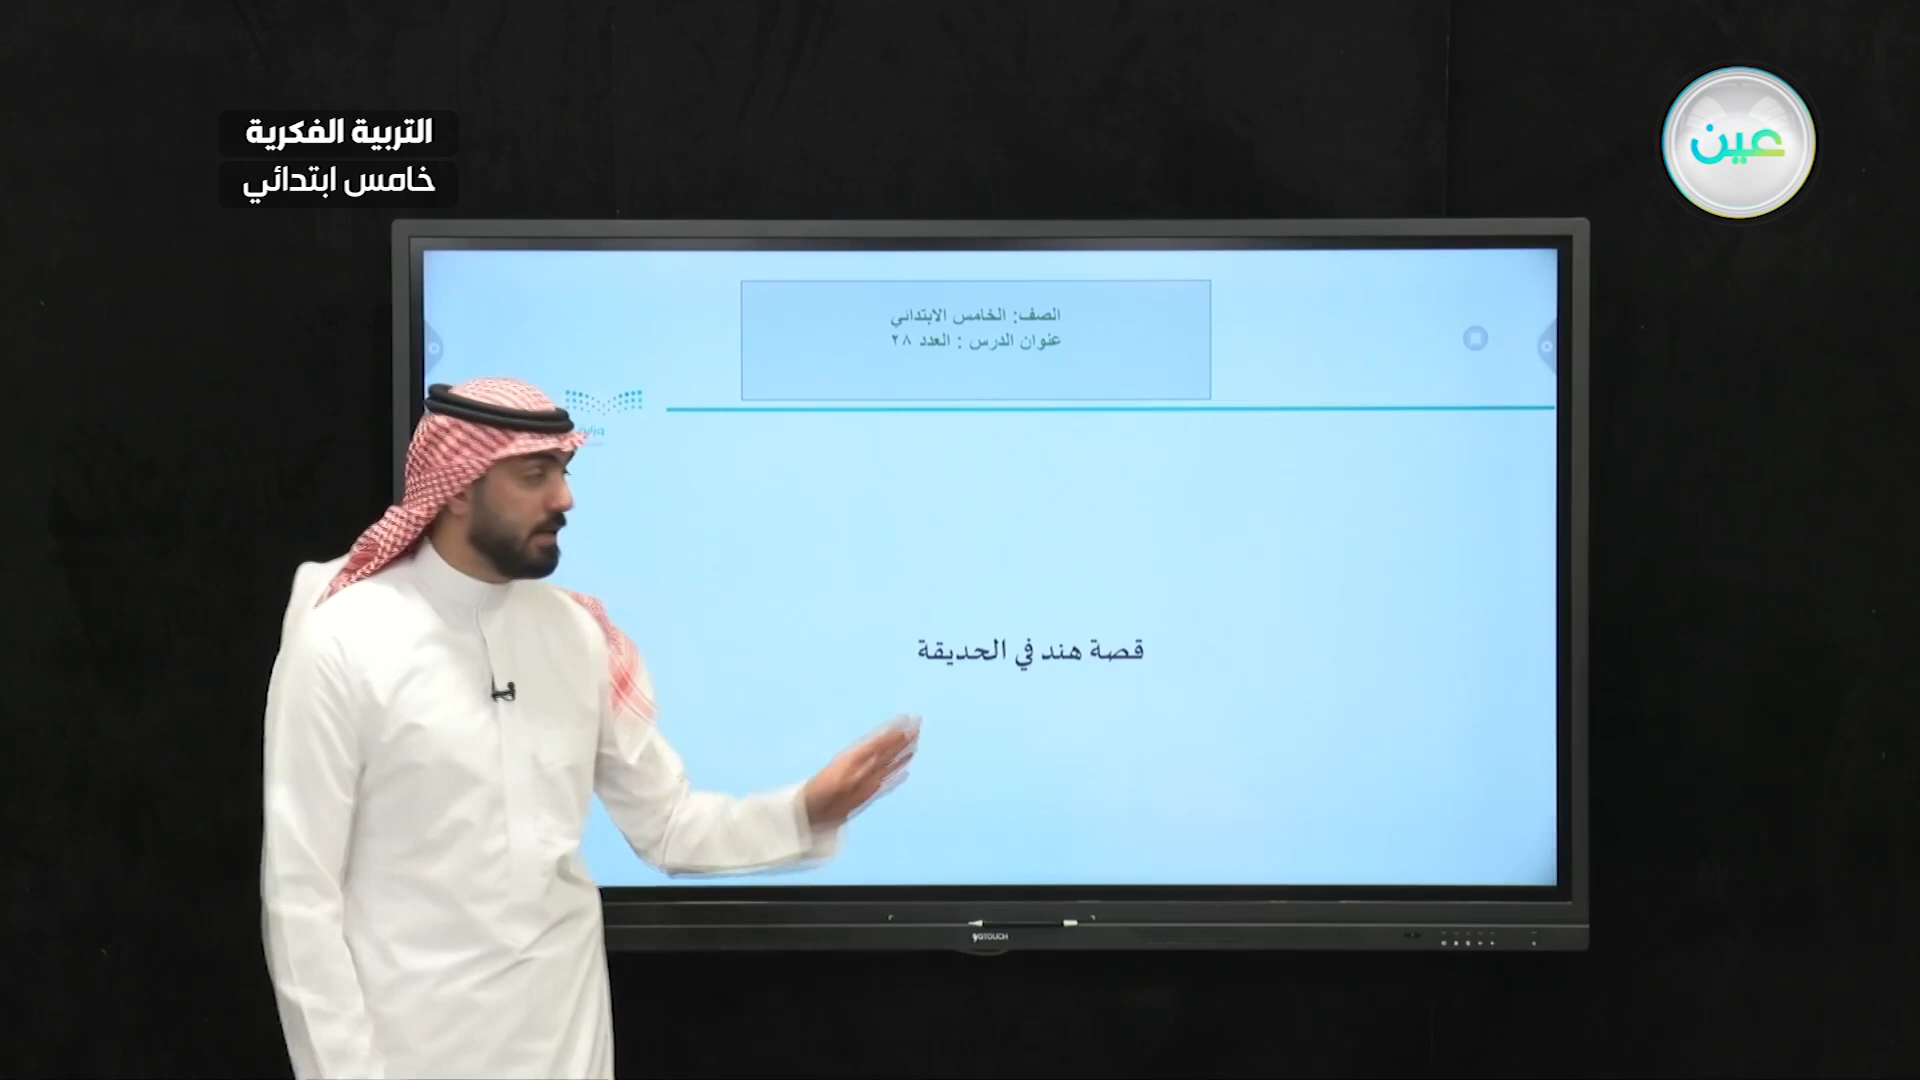 التربية الفكرية
خامس ابتدائي
عين
الصف: الخامس الابتدائي
عنوان الدرس : العدد ٢٨
قصة هند في الحديقة